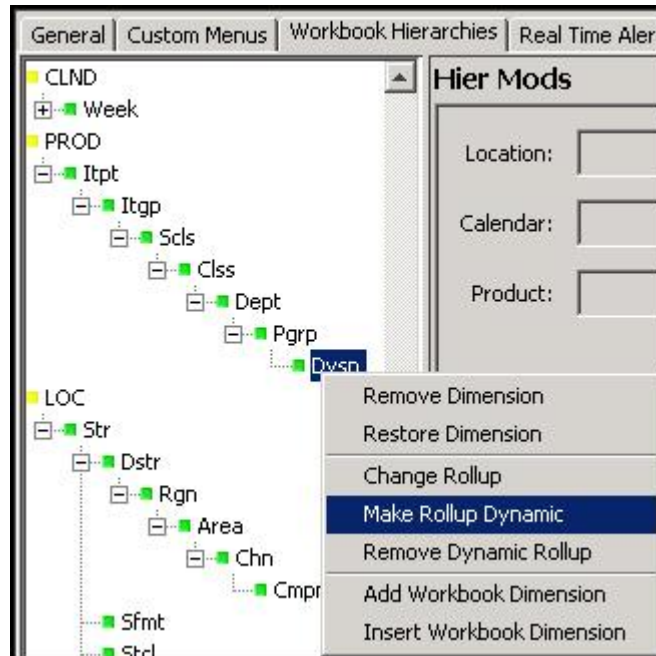 General
Custom Menus
Workbook Hierarchies
Real Time Aler
CLND
Week
PROD
Itpt
Itgp
Scls
Clss
Dept
Pgrp
Dvsn
LOC
Str
Dstr
Rgn
Area
Chn
Cmpn
Sfmt
Stcl
Hier Mods
Location:
Calendar:
Product:
Remove Dimension
Restore Dimension
Change Rollup
Make Rollup Dynamic
Remove Dynamic Rollup
Add Workbook Dimension
Insert Workbook Dimension